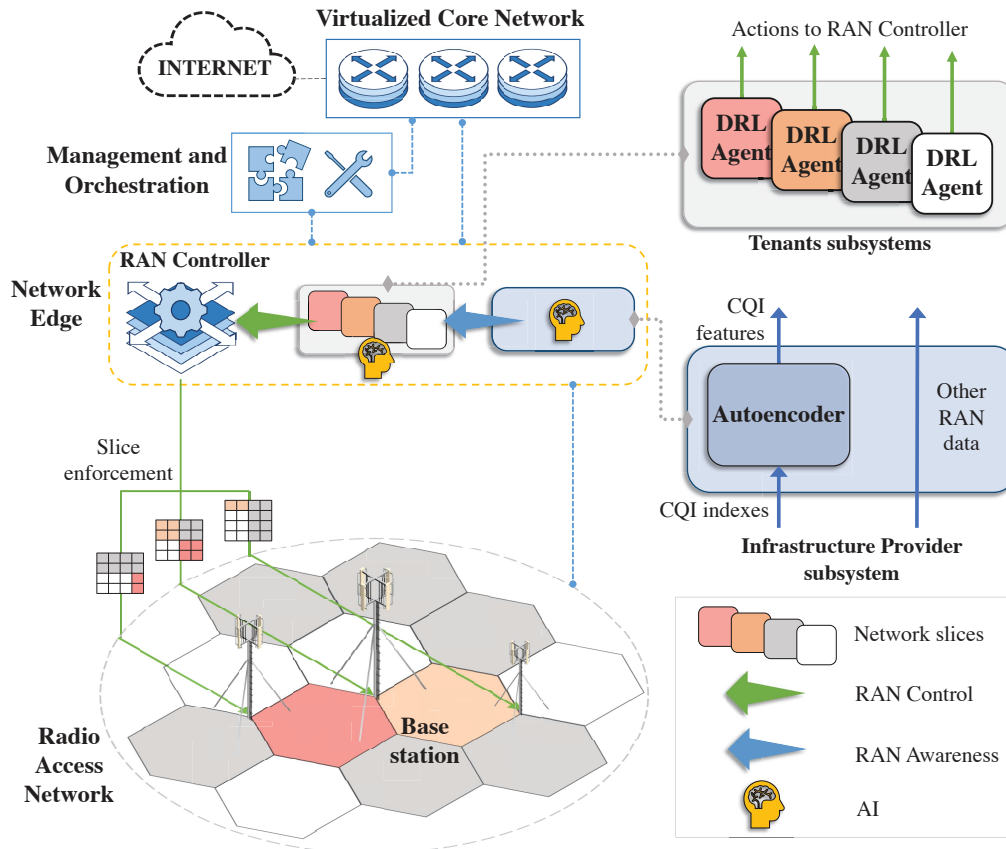 Virtualized Core Network
INTERNET
Management and
Orchestration
Actions to RAN Controller
DRL
Agent
DRL
Agent
DRL
Agent
DRL
Agent
Tenants subsystems
RAN Controller
Network
Edge
CQI
features
Autoencoder
Other
RAN
data
CQI indexes
Infrastructure Provider
subsystem
Slice
enforcement
Base
station
Radio
Access
Network
Network slices
RAN Control
RAN Awareness
AI